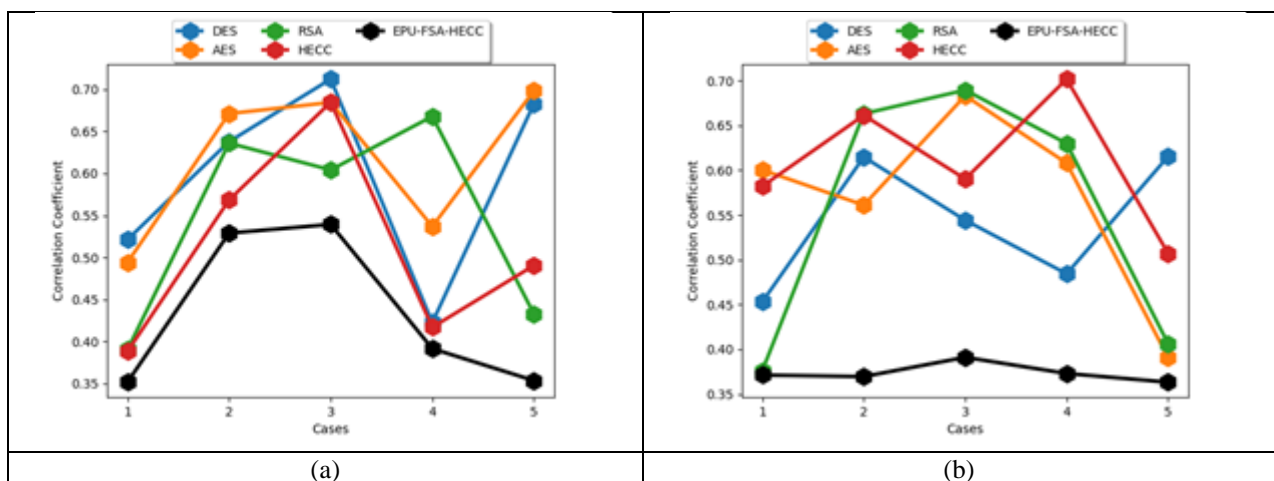 DES RSA EPU-FSA-HECC
AES HECC
0.70
0.65
0.60
0.55
0.50
0.45
0.40
0.35
Correlation Coefficient
1 2 3 4 5
Cases
(a)
DES RSA EPU-FSA-HECC
AES HECC
0.70
0.65
0.60
0.55
0.50
0.45
0.40
0.35
Correlation Coefficient
1 2 3 4 5
Cases
(b)